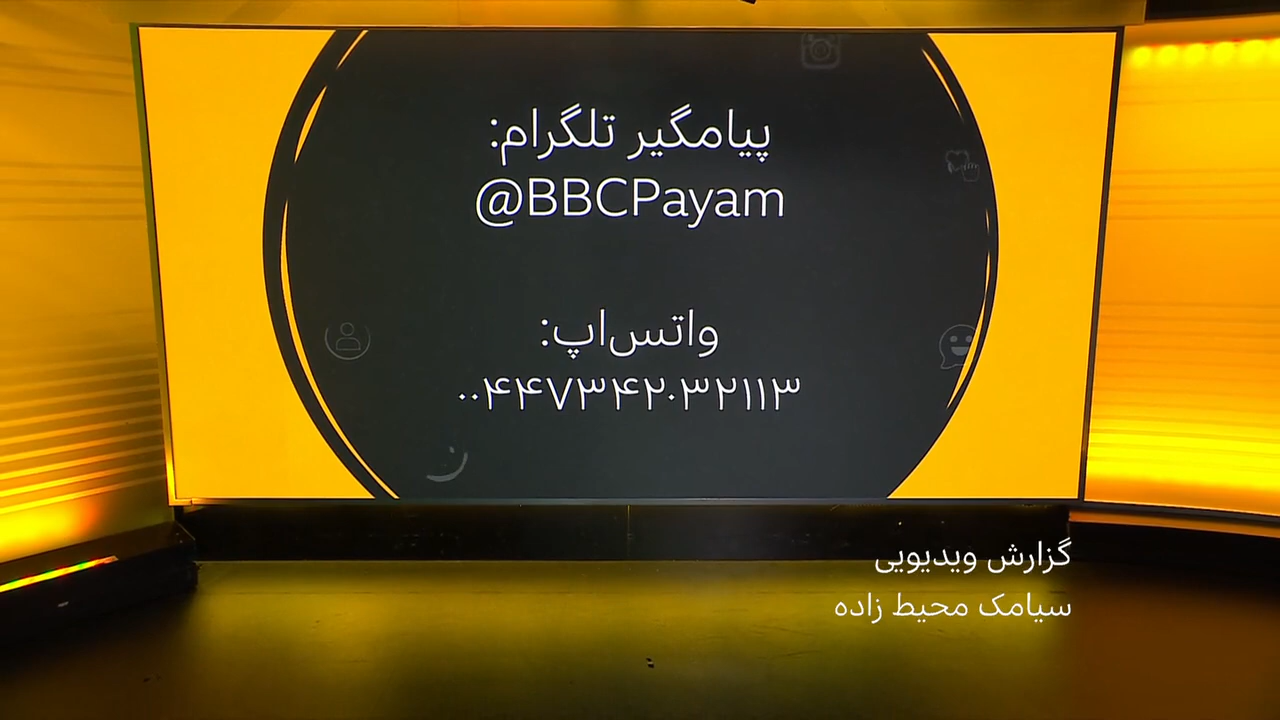 پیامگیر تلگرام:
@BBCPayam
واتس‌اپ:
۰۰۴۴۷۳۴۲۰۳۲۱۱۳
گزارش ویدیویی
سیامک محیط زاده